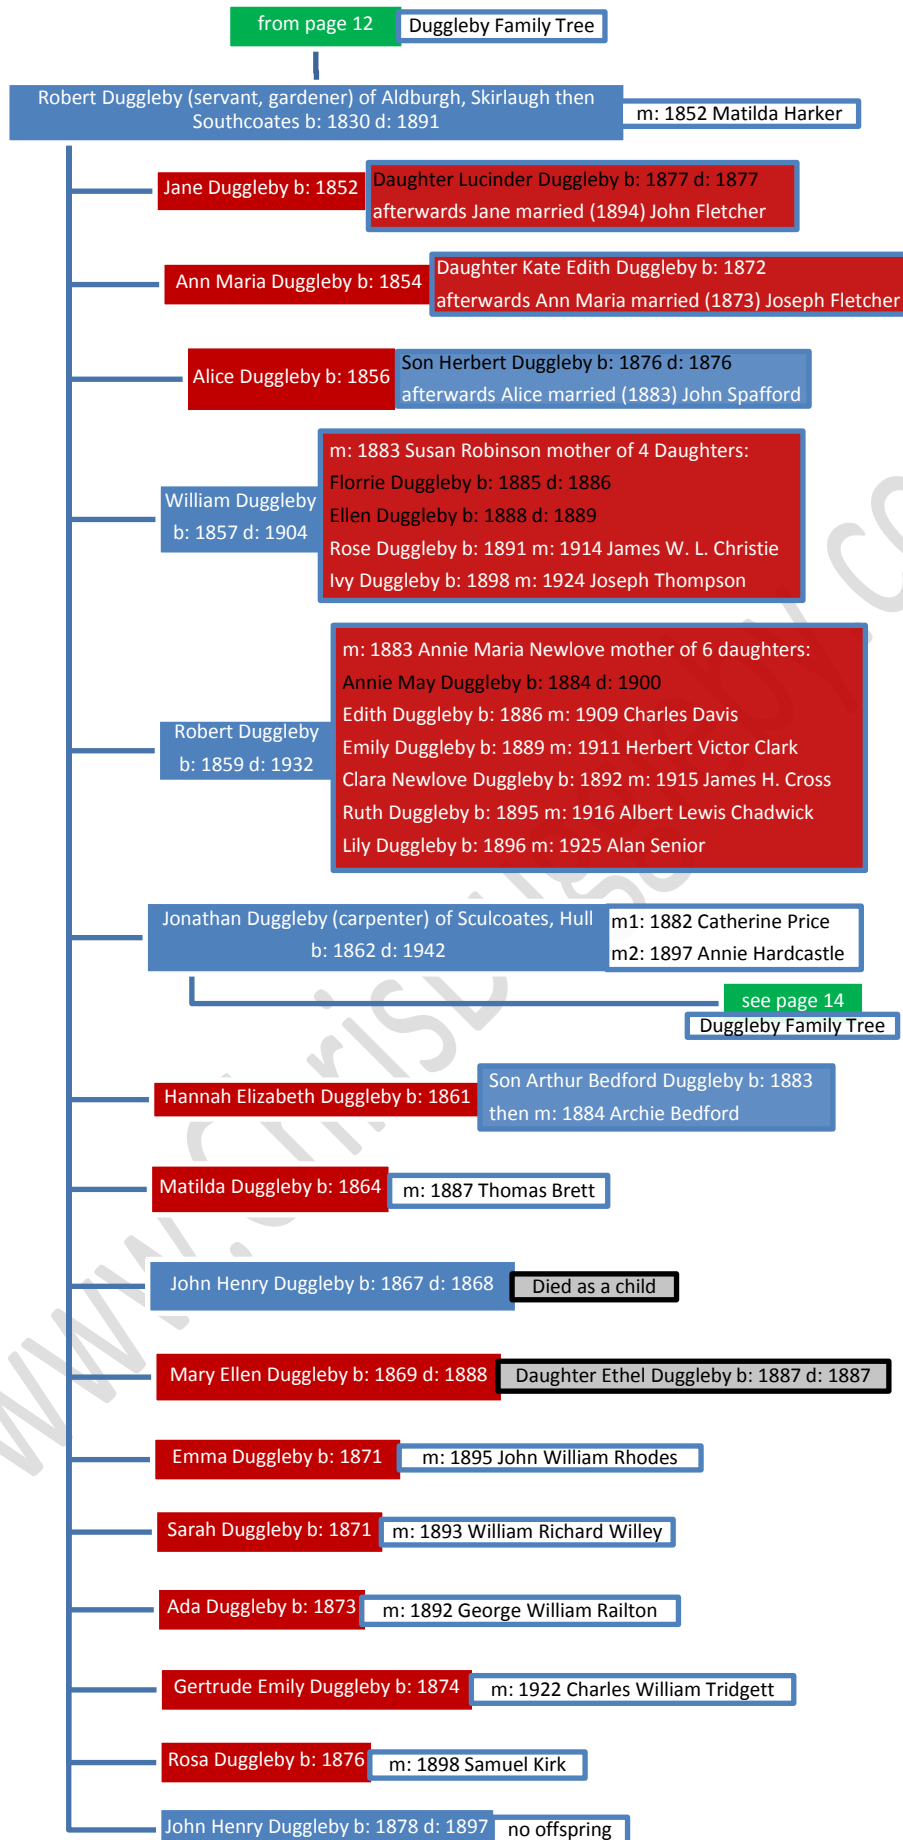 from page 12
Duggleby Family Tree
Robert Duggleby (servant, gardener) of Aldburgh, Skirlaugh then
Southcoates b: 1830 d: 1891
m: 1852 Matilda Harker
Jane Duggleby b: 1852
Daughter Lucinder Duggleby b: 1877 d: 1877
afterwards Jane married (1894) John Fletcher
Ann Maria Duggleby b: 1854
Daughter Kate Edith Duggleby b: 1872
afterwards Ann Maria married (1873) Joseph Fletcher
Alice Duggleby b: 1856
Son Herbert Duggleby b: 1876 d: 1876
afterwards Alice married (1883) John Spafford
William Duggleby
b: 1857 d: 1904
m: 1883 Susan Robinson mother of 4 Daughters:
Florrie Duggleby b: 1885 d: 1886
Ellen Duggleby b: 1888 d: 1889
Rose Duggleby b: 1891 m: 1914 James W. L. Christie
Ivy Duggleby b: 1898 m: 1924 Joseph Thompson
Robert Duggleby
b: 1859 d: 1932
m: 1883 Annie Maria Newlove mother of 6 daughters:
Annie May Duggleby b: 1884 d: 1900
Edith Duggleby b: 1886 m: 1909 Charles Davis
Emily Duggleby b: 1889 m: 1911 Herbert Victor Clark
Clara Newlove Duggleby b: 1892 m: 1915 James H. Cross
Ruth Duggleby b: 1895 m: 1916 Albert Lewis Chadwick
Lily Duggleby b: 1896 m: 1925 Alan Senior
Jonathan Duggleby (carpenter) of Sculcoates, Hull
b: 1862 d: 1942
m1: 1882 Catherine Price
m2: 1897 Annie Hardcastle
see page 14
Duggleby Family Tree
Hannah Elizabeth Duggleby b: 1861
Son Arthur Bedford Duggleby b: 1883
then m: 1884 Archie Bedford
Matilda Duggleby b: 1864
m: 1887 Thomas Brett
John Henry Duggleby b: 1867 d: 1868
Died as a child
Mary Ellen Duggleby b: 1869 d: 1888
Daughter Ethel Duggleby b: 1887 d: 1887
Emma Duggleby b: 1871
m: 1895 John William Rhodes
Sarah Duggleby b: 1871
m: 1893 William Richard Willey
Ada Duggleby b: 1873
m: 1892 George William Railton
Gertrude Emily Duggleby b: 1874
m: 1922 Charles William Tridgett
Rosa Duggleby b: 1876
m: 1898 Samuel Kirk
John Henry Duggleby b: 1878 d: 1897
no offspring